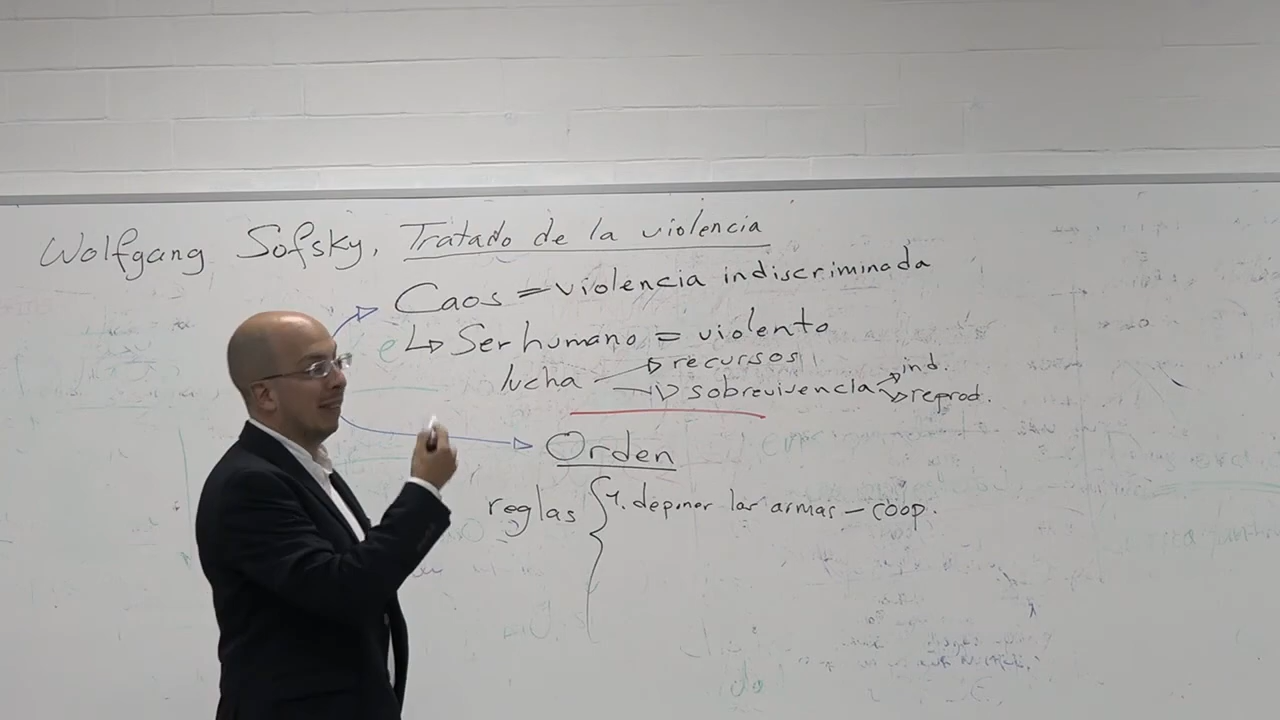 Wolfgang Sofsky, Tratado de la violencia
Caos = violencia indiscriminada
↳ Ser humano = violento
lucha → recursos
→ sobrevivencia → ind.
→ reprod.
Orden
reglas { 1. deponer las armas – coop.